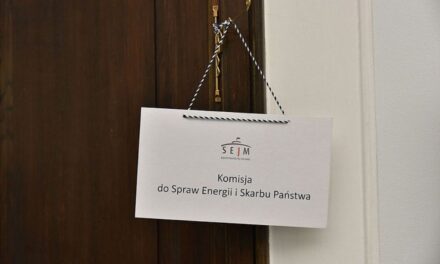 SEJM
Komisja
do Spraw Energii i Skarbu Państwa